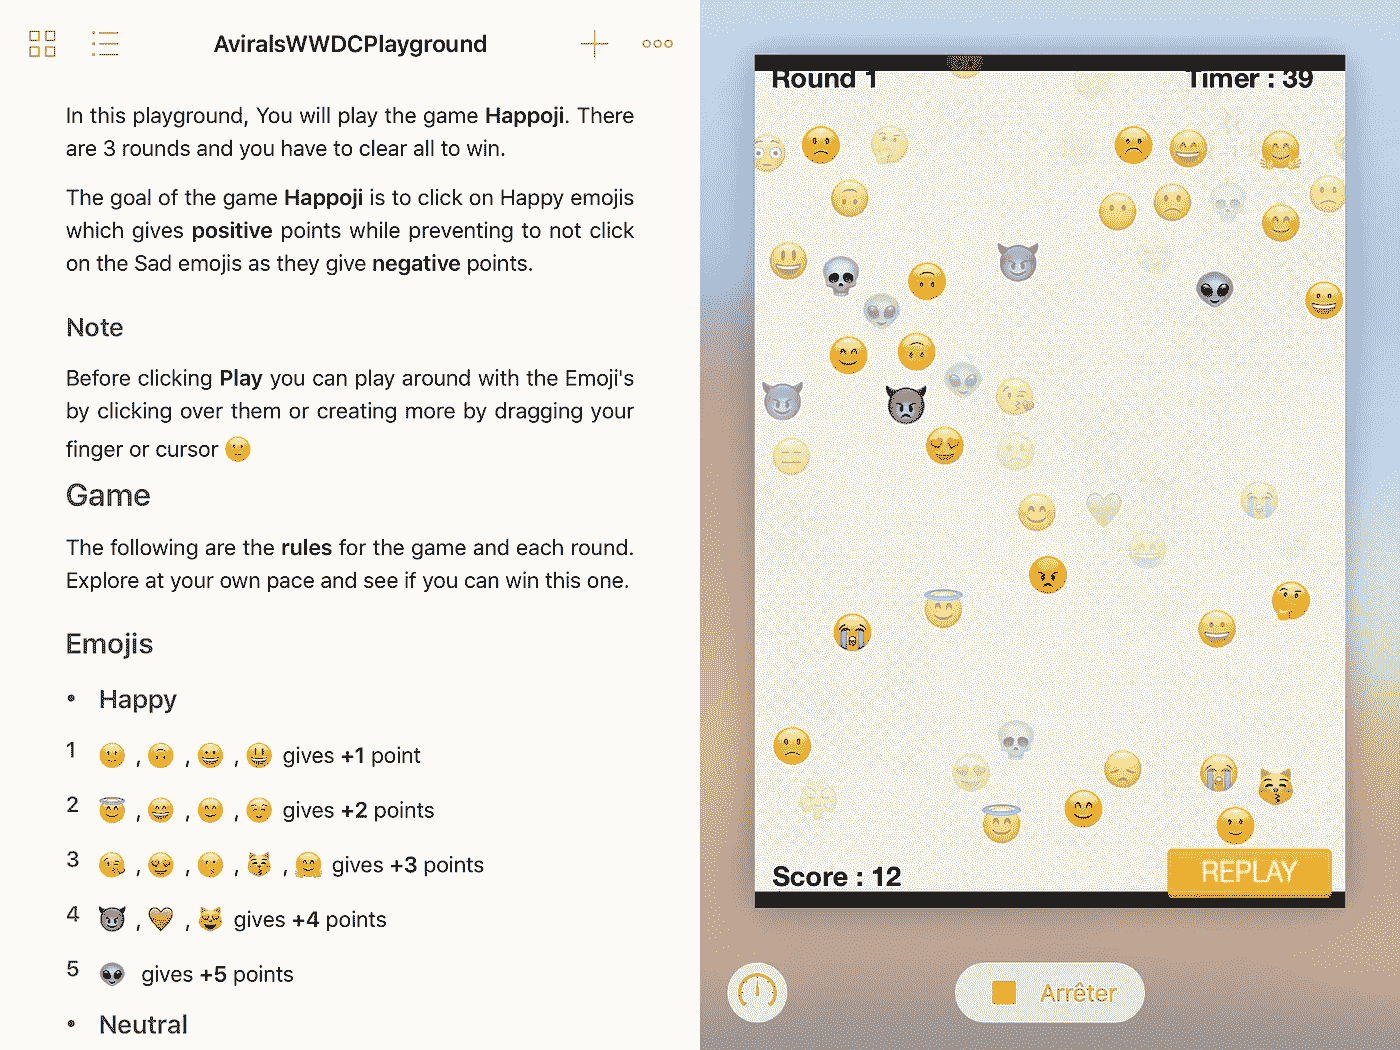 AviralsWWDCPlayground
In this playground, You will play the game Happoji. There
are 3 rounds and you have to clear all to win.
The goal of the game Happoji is to click on Happy emojis
which gives positive points while preventing to not click
on the Sad emojis as they give negative points.
Note
Before clicking Play you can play around with the Emoji's
by clicking over them or creating more by dragging your
finger or cursor 🙂
Game
The following are the rules for the game and each round.
Explore at your own pace and see if you can win this one.
Emojis
• Happy
1 🙂 , 🙃 , 😀 , 😃 gives +1 point
2 😇 , 😄 , 😊 , ☺️ gives +2 points
3 😘 , 😍 , 😗 , 😽 , 🤗 gives +3 points
4 😈 , 🧡 , 😸 gives +4 points
5 👽 gives +5 points
• Neutral
Round 1
Timer : 39
Score : 12
REPLAY
Arrêter